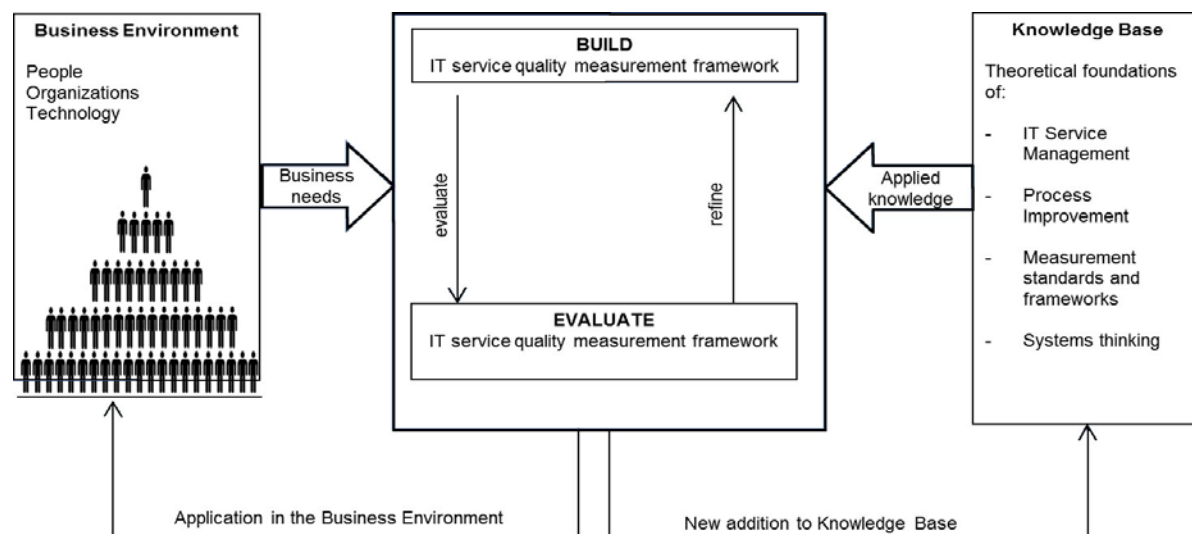 Business Environment
People
Organizations
Technology
Business
needs
BUILD
IT service quality measurement framework
evaluate
refine
EVALUATE
IT service quality measurement framework
Applied
knowledge
Knowledge Base
Theoretical foundations
of:
- IT Service
Management
- Process
Improvement
- Measurement
standards and
frameworks
- Systems thinking
Application in the Business Environment
New addition to Knowledge Base